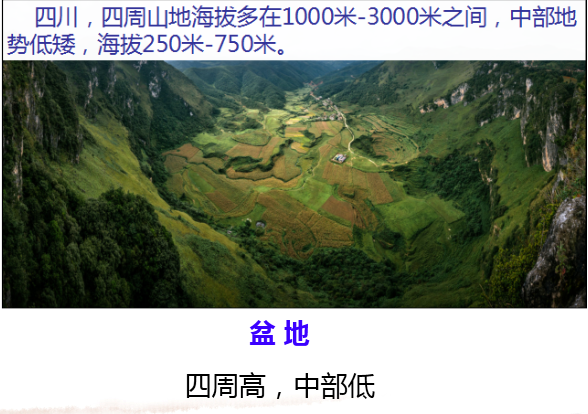 四川，四周山地海拔多在1000米-3000米之间，中部地
势低矮，海拔250米-750米。
盆 地
四周高，中部低